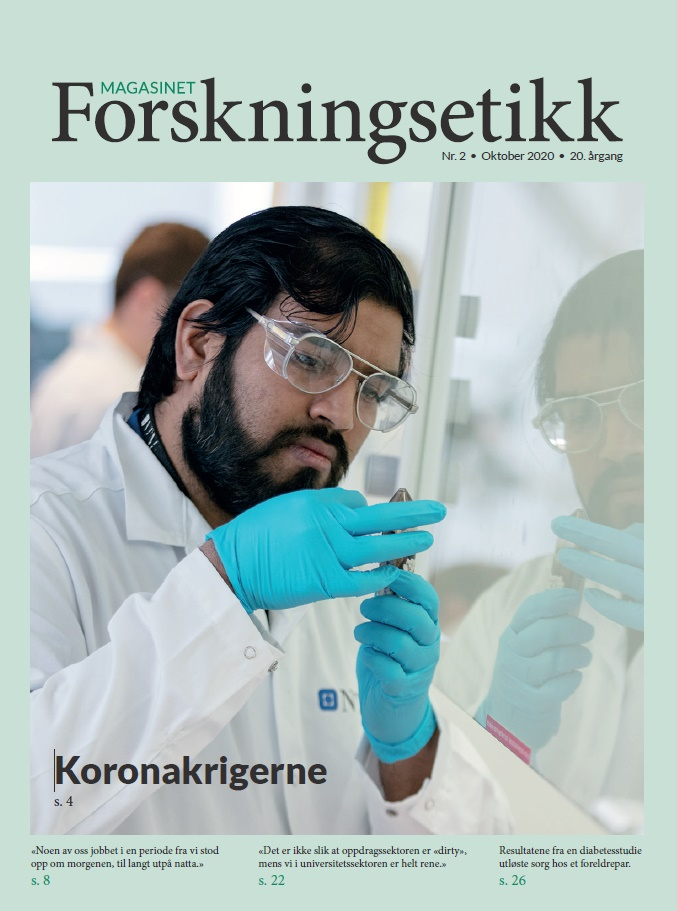 MAGASINET
Forskningsetikk
Nr. 2 • Oktober 2020 • 20. årgang
Koronakrigerne
s. 4
«Noen av oss jobbet i en periode fra vi stod
opp om morgenen, til langt utpå natta.»
s. 8
«Det er ikke slik at oppdragssektoren er «dirty»,
mens vi i universitetssektoren er helt rene.»
s. 22
Resultatene fra en diabetesstudie
utløste sorg hos et foreldrepar.
s. 26